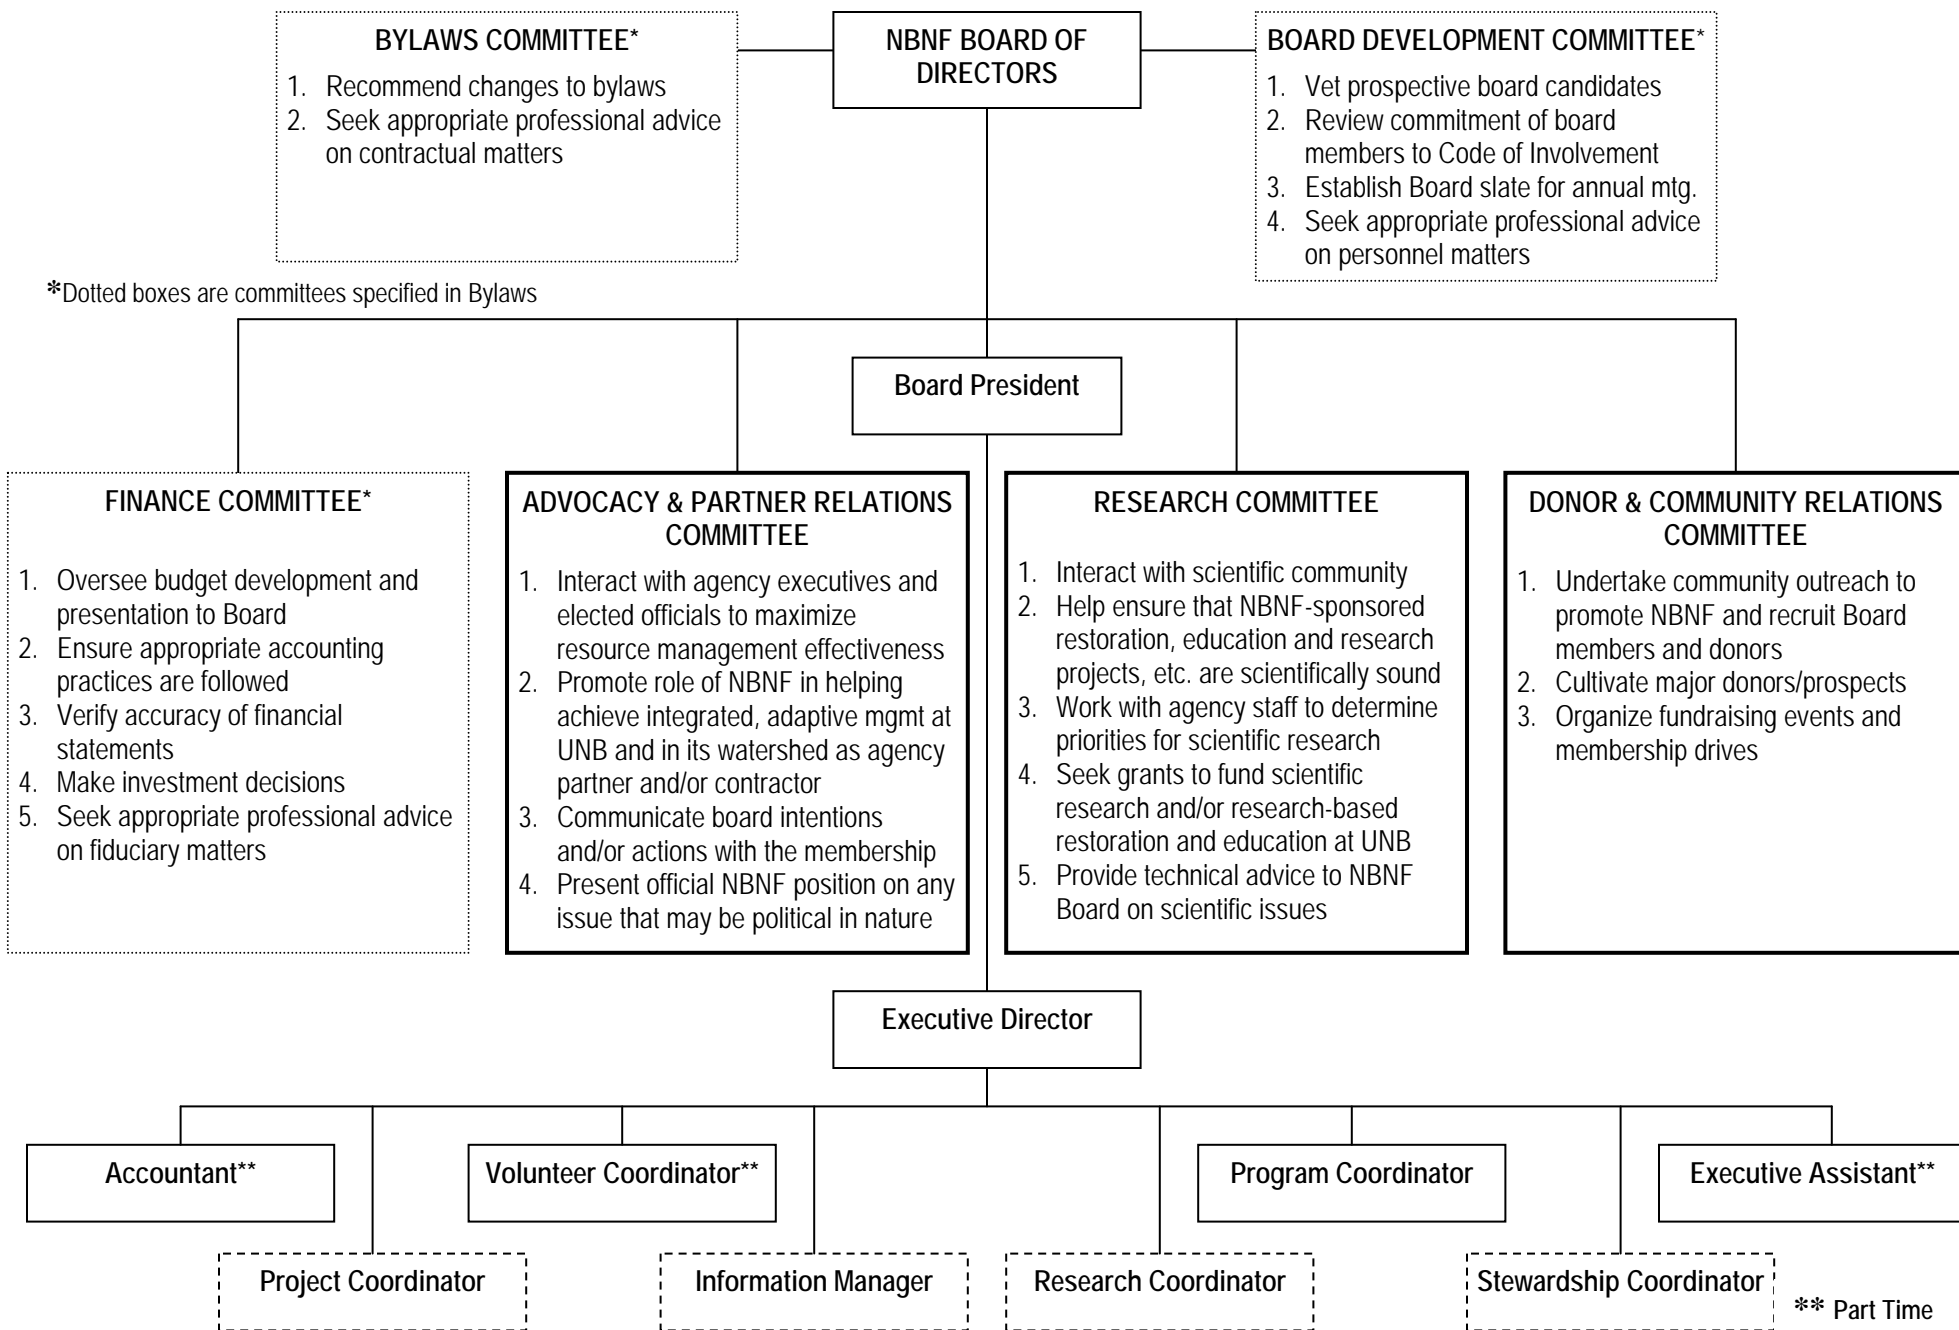 BYLAWS COMMITTEE*
1. Recommend changes to bylaws
2. Seek appropriate professional advice
on contractual matters
NBNF BOARD OF
DIRECTORS
BOARD DEVELOPMENT COMMITTEE*
1. Vet prospective board candidates
2. Review commitment of board
members to Code of Involvement
3. Establish Board slate for annual mtg.
4. Seek appropriate professional advice
on personnel matters
*Dotted boxes are committees specified in Bylaws
Board President
FINANCE COMMITTEE*
1. Oversee budget development and
presentation to Board
2. Ensure appropriate accounting
practices are followed
3. Verify accuracy of financial
statements
4. Make investment decisions
5. Seek appropriate professional advice
on fiduciary matters
ADVOCACY & PARTNER RELATIONS
COMMITTEE
1. Interact with agency executives and
elected officials to maximize
resource management effectiveness
2. Promote role of NBNF in helping
achieve integrated, adaptive mgmt at
UNB and in its watershed as agency
partner and/or contractor
3. Communicate board intentions
and/or actions with the membership
4. Present official NBNF position on any
issue that may be political in nature
RESEARCH COMMITTEE
1. Interact with scientific community
2. Help ensure that NBNF-sponsored
restoration, education and research
projects, etc. are scientifically sound
3. Work with agency staff to determine
priorities for scientific research
4. Seek grants to fund scientific
research and/or research-based
restoration and education at UNB
5. Provide technical advice to NBNF
Board on scientific issues
DONOR & COMMUNITY RELATIONS
COMMITTEE
1. Undertake community outreach to
promote NBNF and recruit Board
members and donors
2. Cultivate major donors/prospects
3. Organize fundraising events and
membership drives
Executive Director
Accountant**
Volunteer Coordinator**
Program Coordinator
Executive Assistant**
Project Coordinator
Information Manager
Research Coordinator
Stewardship Coordinator
** Part Time